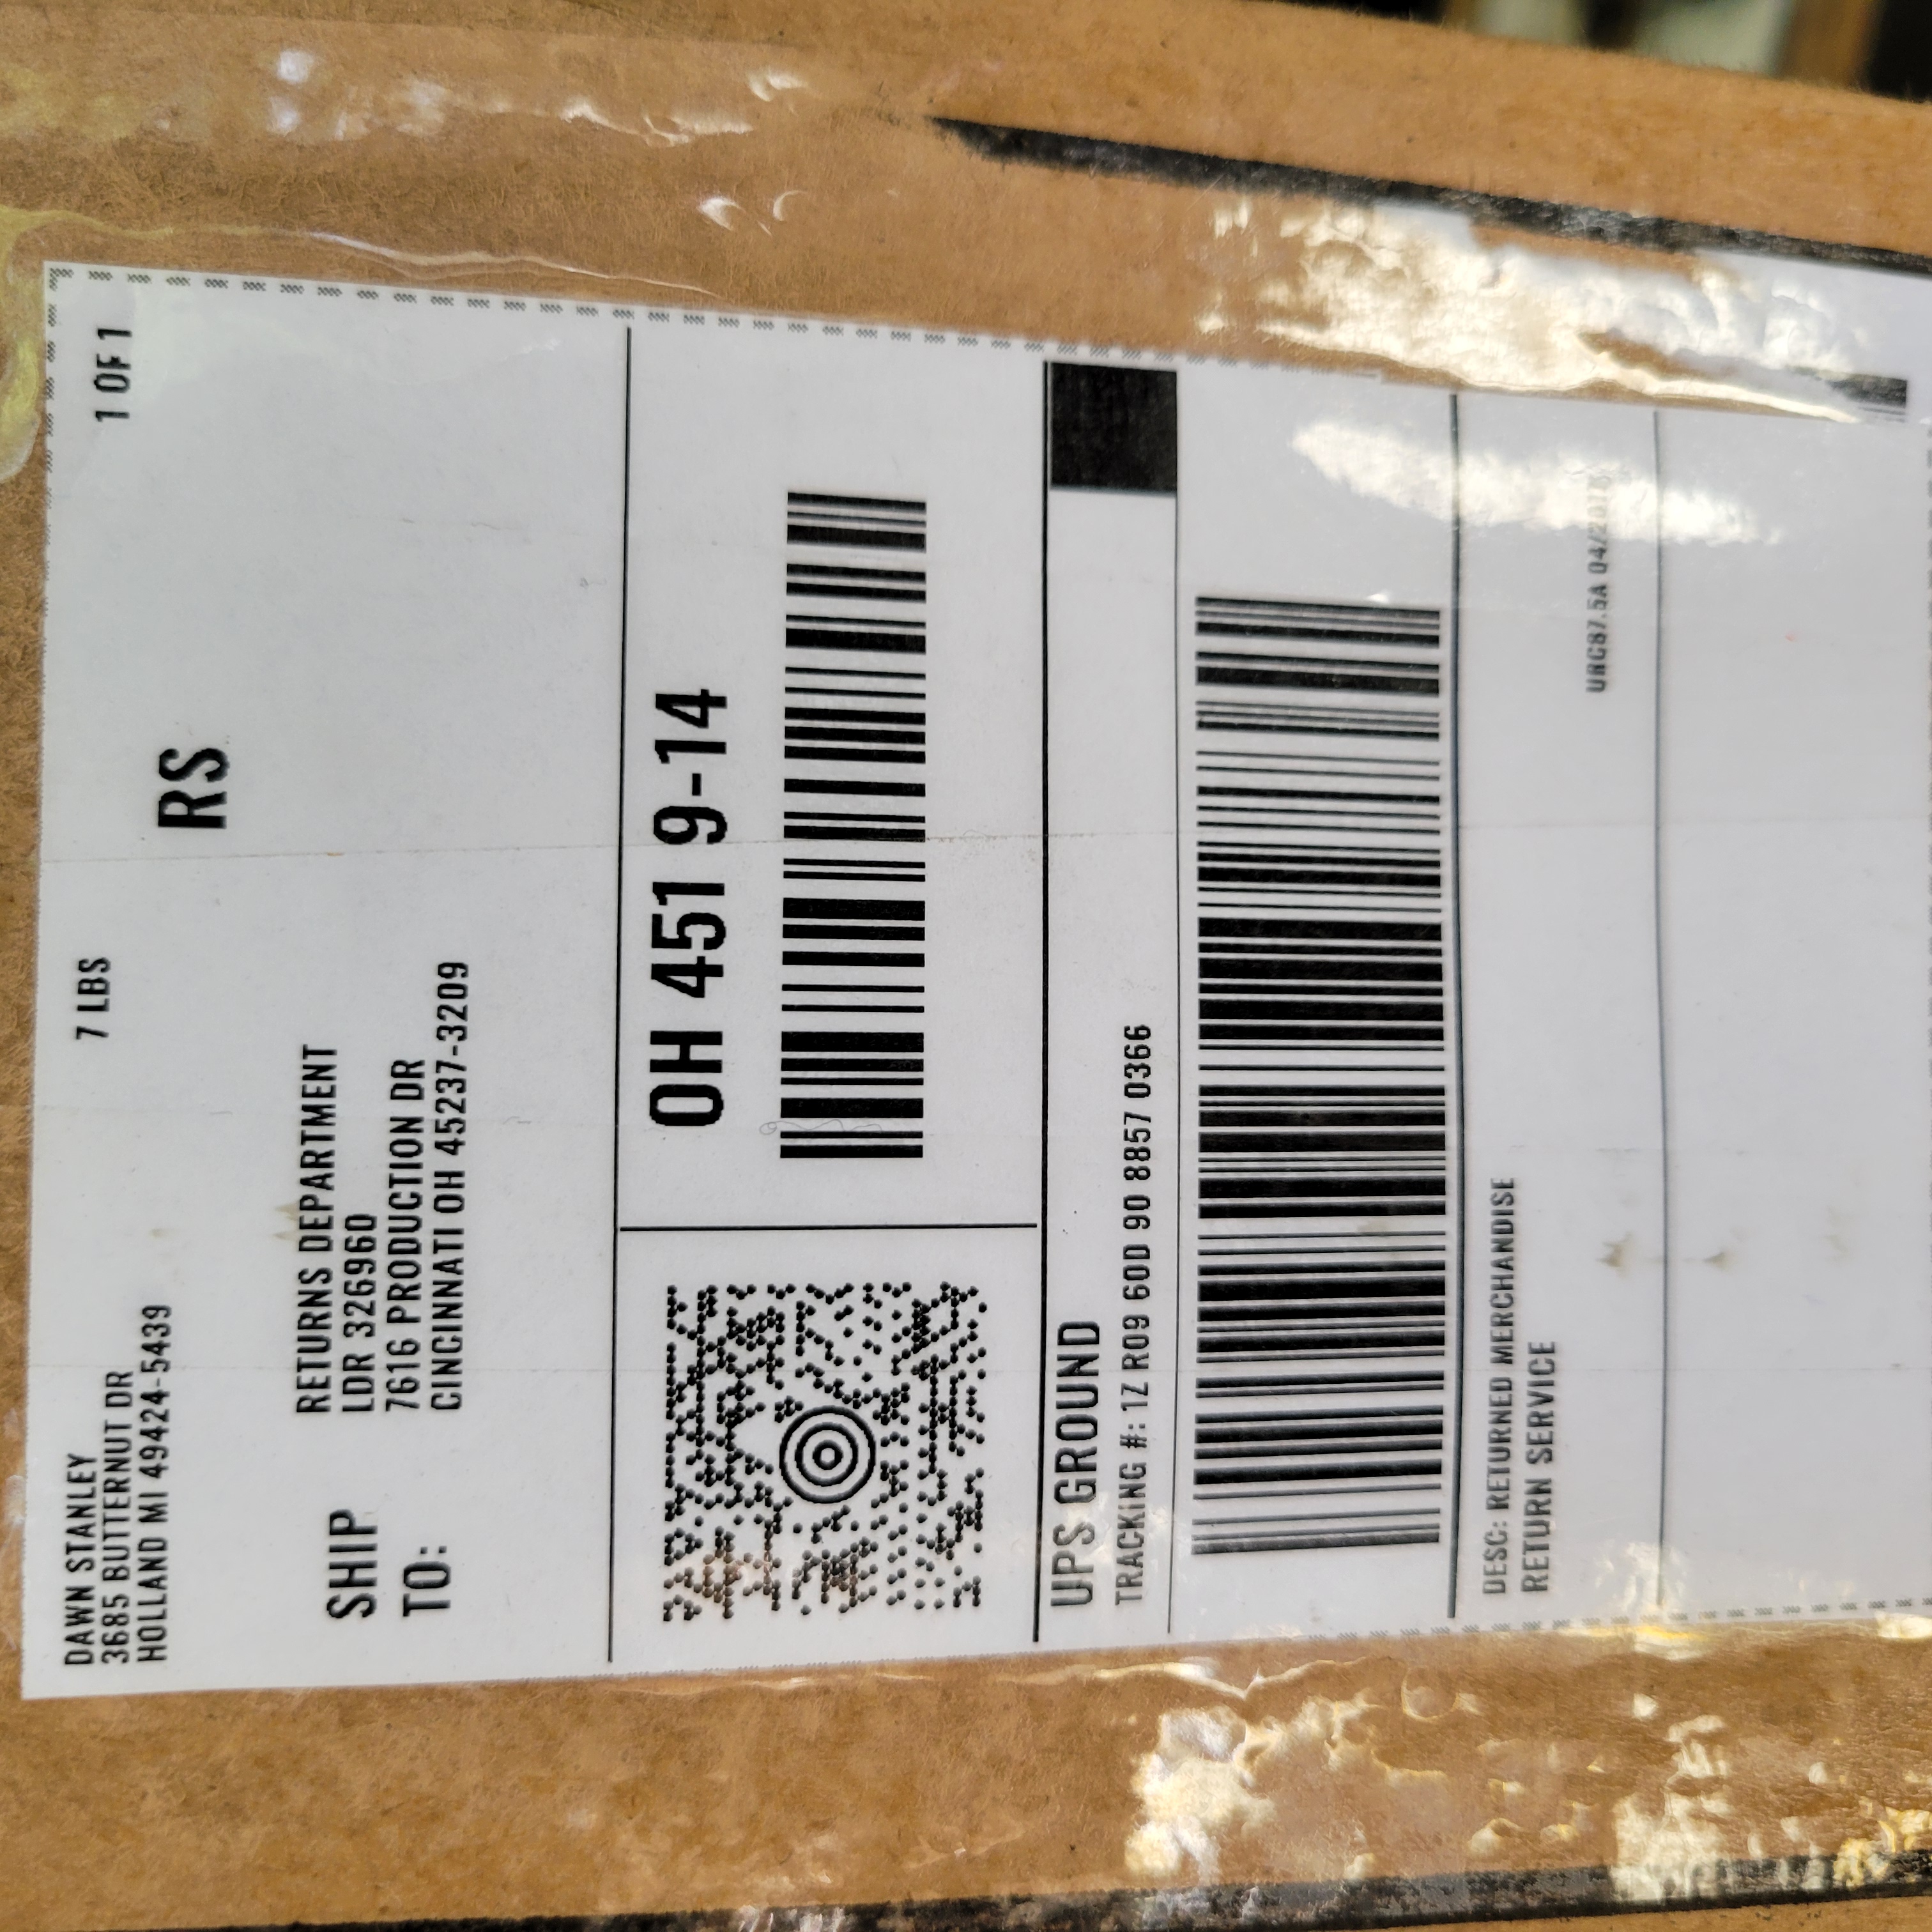 DAWN STANLEY
3685 BUTTERNUT DR
HOLLAND MI 49424-5439
7 LBS
1 OF 1
RS
SHIP
TO:
RETURNS DEPARTMENT
LDR 326960
7616 PRODUCTION DR
CINCINNATI OH 45237-3209
OH 451 9-14
UPS GROUND
TRACKING #: 1Z R09 60D 90 8857 0366
DESC: RETURNED MERCHANDISE
RETURN SERVICE